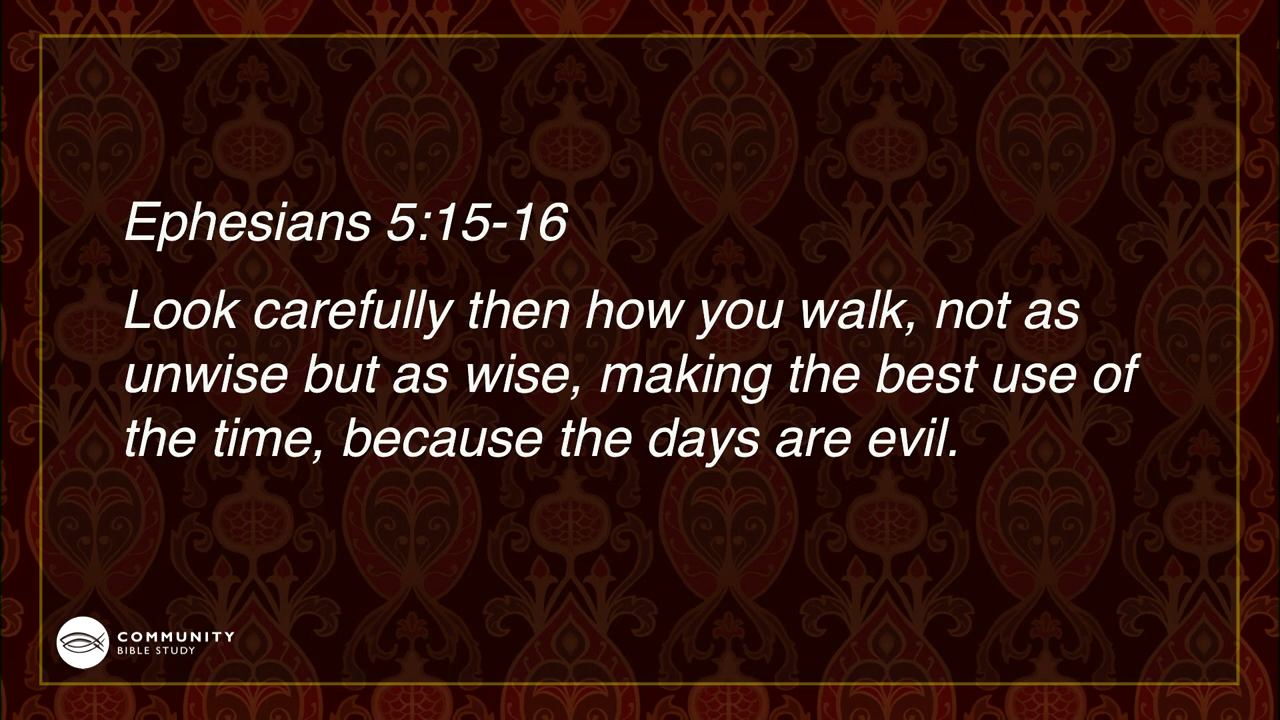 Ephesians 5:15-16
Look carefully then how you walk, not as
unwise but as wise, making the best use of
the time, because the days are evil.
COMMUNITY
BIBLE STUDY